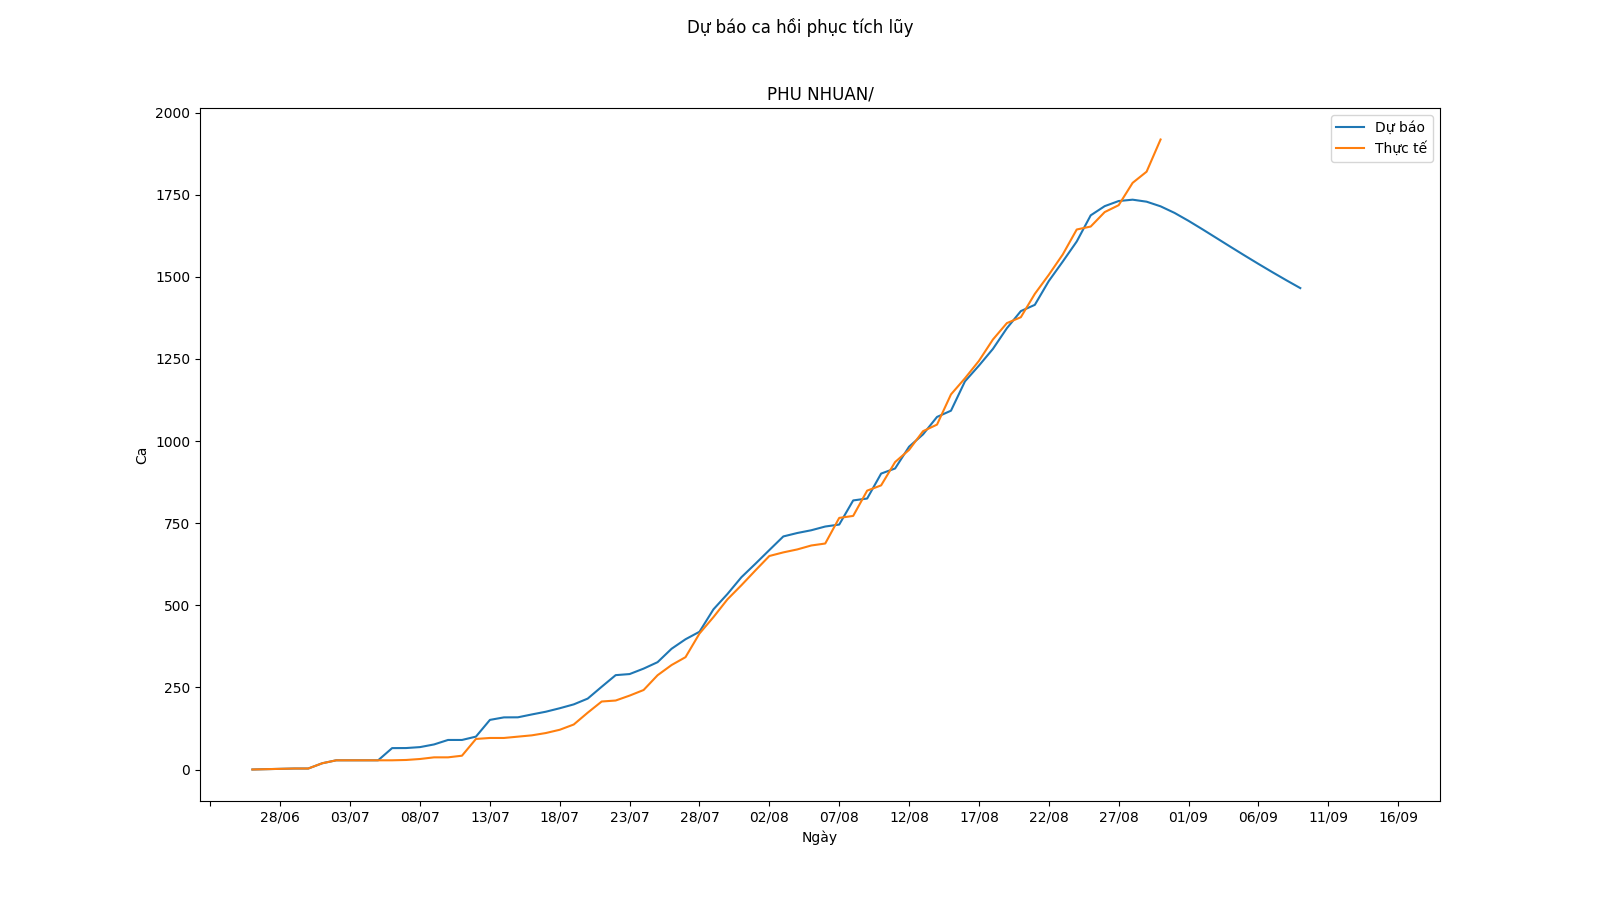 Dự báo ca hồi phục tích lũy
PHU NHUAN/
Dự báo
Thực tế
2000
1750
1500
1250
1000
750
500
250
0
Ca
28/06 03/07 08/07 13/07 18/07 23/07 28/07 02/08 07/08 12/08 17/08 22/08 27/08 01/09 06/09 11/09 16/09
Ngày